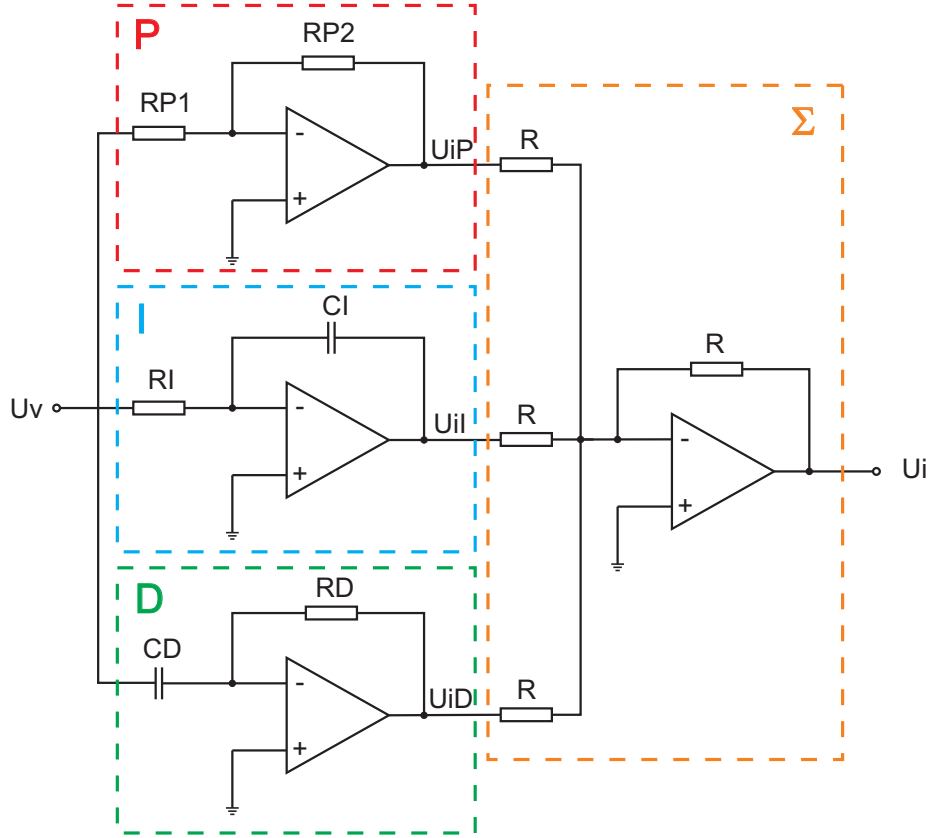 P
RP2
RP1
-
+
UiP
R
Σ
I
CI
RI
-
+
Uv
UiI
R
R
-
+
Ui
D
RD
CD
-
+
UiD
R